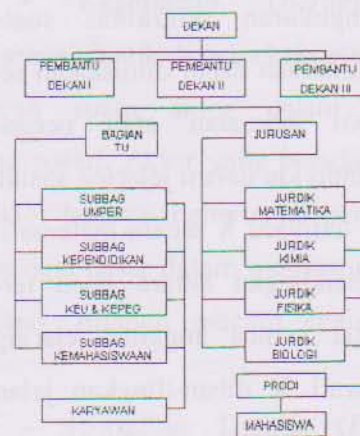 DEKAN
PEMBANTU
DEKAN I
PEMBANTU
DEKAN II
PEMBANTU
DEKAN III
BAGIAN
TU
JURUSAN
SUBBAG
UMPER
SUBBAG
KEPENDIDIKAN
SUBBAG
KEU & KEPEG
SUBBAG
KEMAHASISWAAN
KARYAWAN
JURDIK
MATEMATIKA
JURDIK
KIMIA
JURDIK
FISIKA
JURDIK
BIOLOGI
PRODI
MAHASISWA